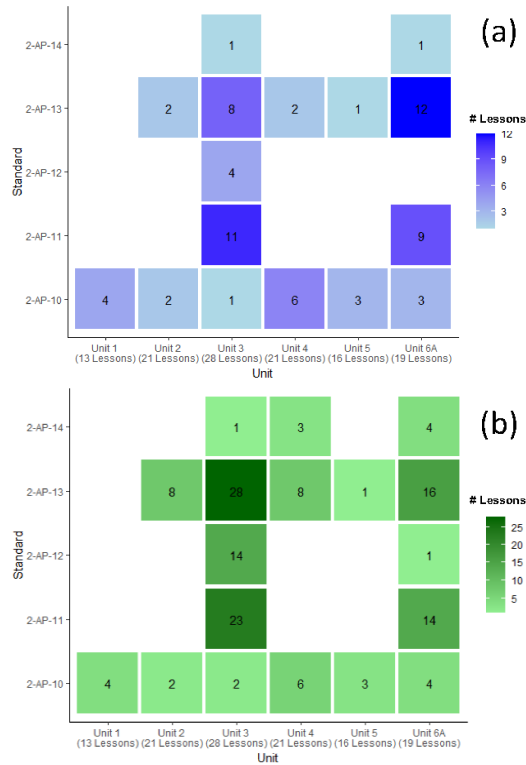 (a)
2-AP-14 1 1
2-AP-13 2 8 2 1 12
2-AP-12 4
2-AP-11 11 9
2-AP-10 4 2 1 6 3 3
Standard
# Lessons
12
9
6
3
Unit 1 Unit 2 Unit 3 Unit 4 Unit 5 Unit 6A
(13 Lessons) (21 Lessons) (28 Lessons) (21 Lessons) (16 Lessons) (19 Lessons)
Unit
(b)
2-AP-14 1 3 4
2-AP-13 8 28 8 1 16
2-AP-12 14 1
2-AP-11 23 14
2-AP-10 4 2 2 6 3 4
Standard
# Lessons
25
20
15
10
5
Unit 1 Unit 2 Unit 3 Unit 4 Unit 5 Unit 6A
(13 Lessons) (21 Lessons) (28 Lessons) (21 Lessons) (16 Lessons) (19 Lessons)
Unit